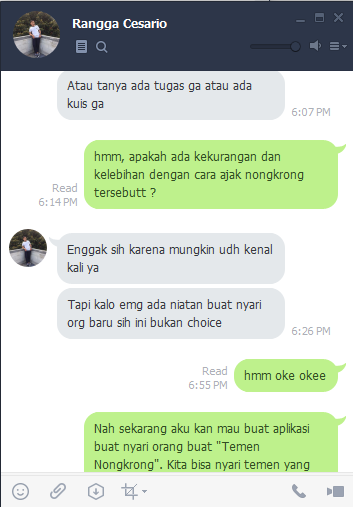 Rangga Cesario
Atau tanya ada tugas ga atau ada
kuis ga
6:07 PM
hmm, apakah ada kekurangan dan
kelebihan dengan cara ajak nongkrong
tersebutt ?
Read
6:14 PM
Enggak sih karena mungkin udh kenal
kali ya
Tapi kalo emg ada niatan buat nyari
org baru sih ini bukan choice
6:26 PM
Read
6:55 PM
hmm oke okee
Nah sekarang aku kan mau buat aplikasi
buat nyari orang buat "Temen
Nongkrong". Kita bisa nyari temen yang